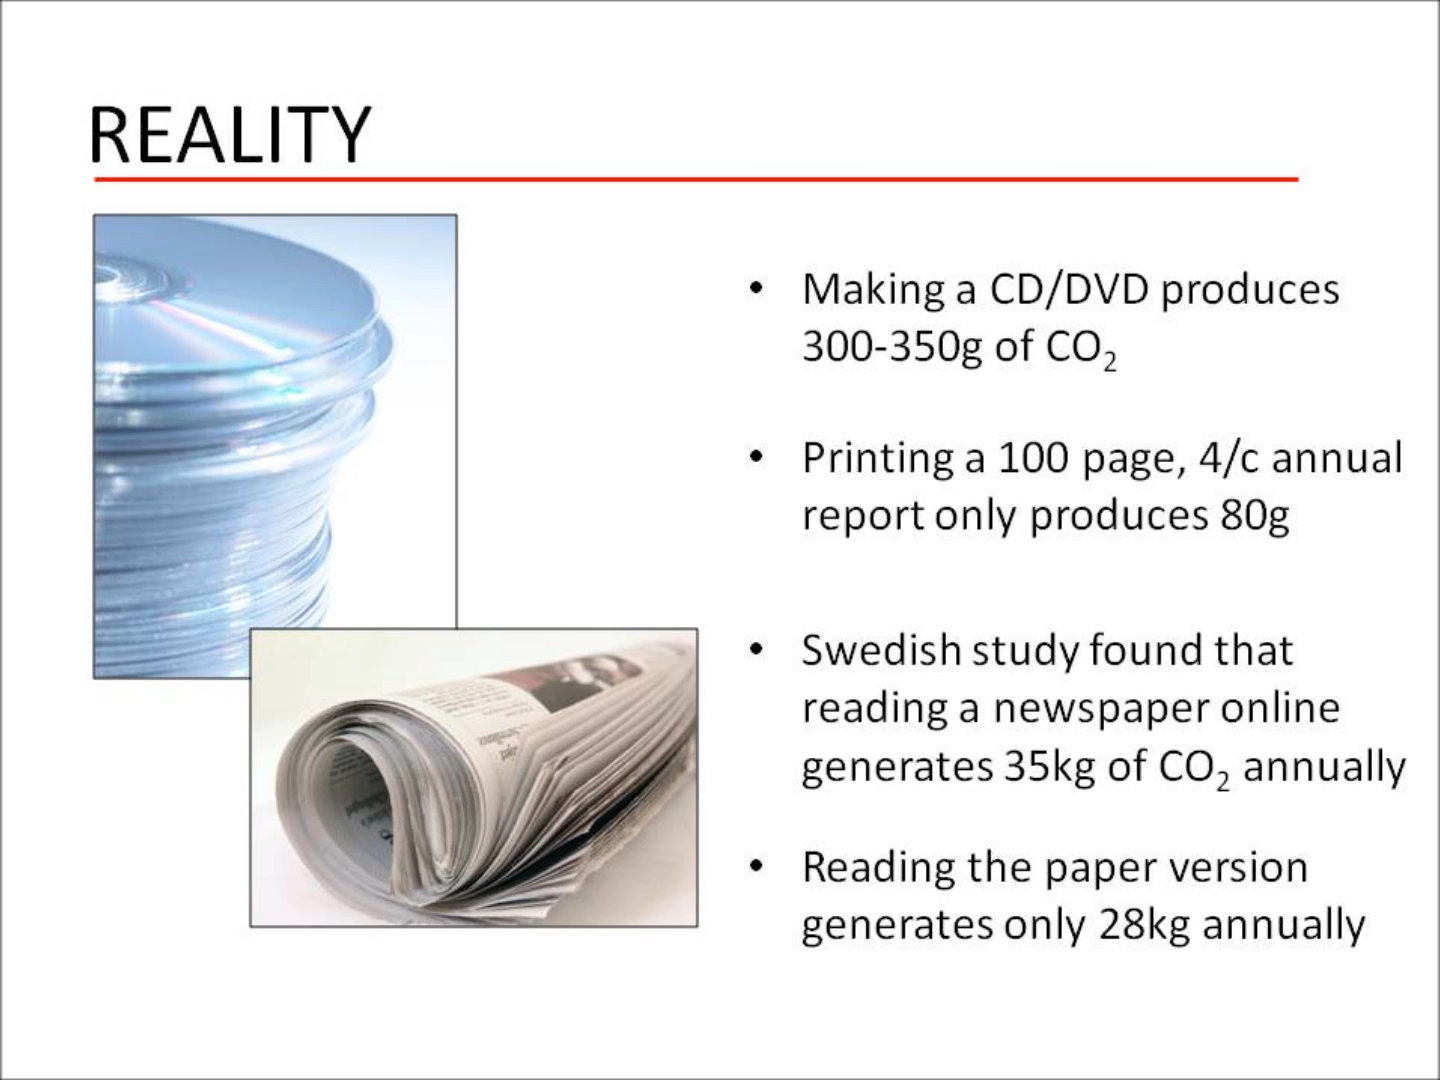 REALITY
• Making a CD/DVD produces
300-350g of CO₂
• Printing a 100 page, 4/c annual
report only produces 80g
• Swedish study found that
reading a newspaper online
generates 35kg of CO₂ annually
• Reading the paper version
generates only 28kg annually